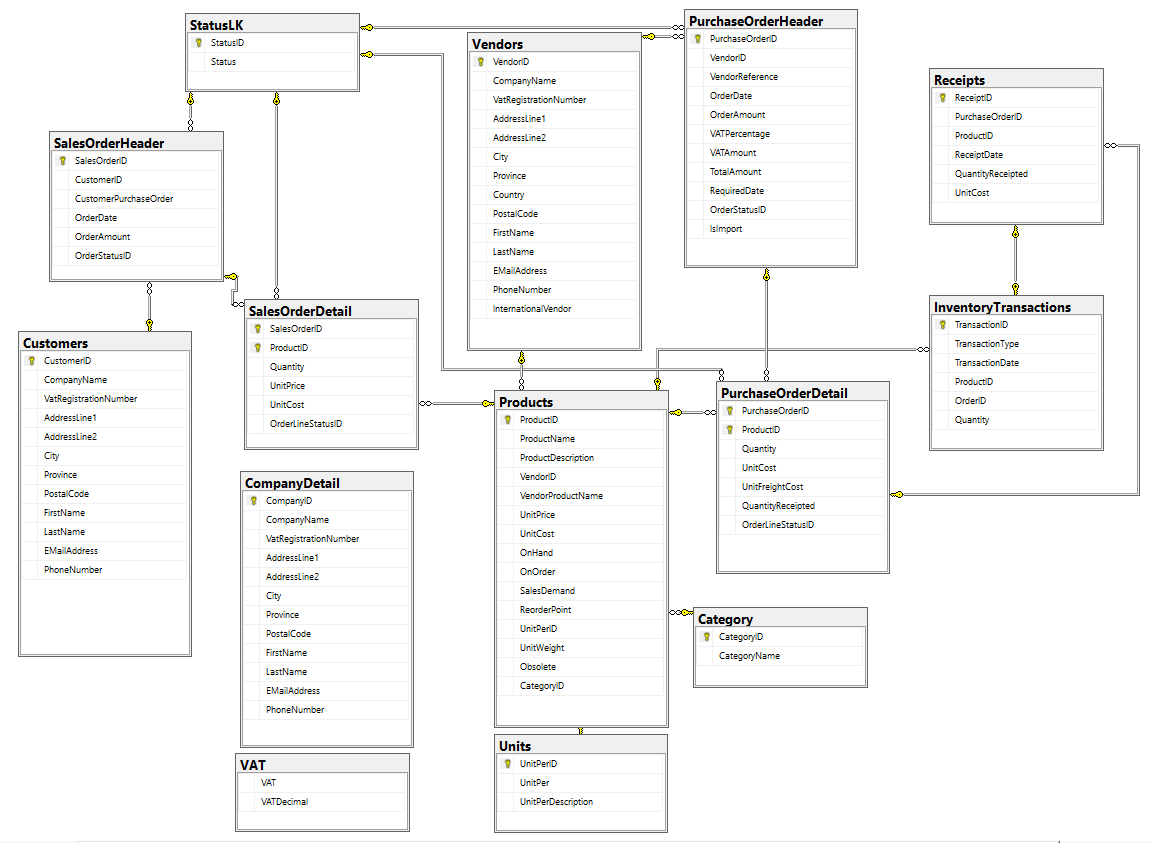 StatusLK
StatusID
Status
Vendors
VendorID
CompanyName
VatRegistrationNumber
AddressLine1
AddressLine2
City
Province
Country
PostalCode
FirstName
LastName
EMailAddress
PhoneNumber
InternationalVendor
PurchaseOrderHeader
PurchaseOrderID
VendorID
VendorReference
OrderDate
OrderAmount
VATPercentage
VATAmount
TotalAmount
RequiredDate
OrderStatusID
IsImport
Receipts
ReceiptID
PurchaseOrderID
ProductID
ReceiptDate
QuantityReceipted
UnitCost
SalesOrderHeader
SalesOrderID
CustomerID
CustomerPurchaseOrder
OrderDate
OrderAmount
OrderStatusID
SalesOrderDetail
SalesOrderID
ProductID
Quantity
UnitPrice
UnitCost
OrderLineStatusID
InventoryTransactions
TransactionID
TransactionType
TransactionDate
ProductID
OrderID
Quantity
Customers
CustomerID
CompanyName
VatRegistrationNumber
AddressLine1
AddressLine2
City
Province
PostalCode
FirstName
LastName
EMailAddress
PhoneNumber
Products
ProductID
ProductName
ProductDescription
VendorID
VendorProductName
UnitPrice
UnitCost
OnHand
OnOrder
SalesDemand
ReorderPoint
UnitPerID
UnitWeight
Obsolete
CategoryID
PurchaseOrderDetail
PurchaseOrderID
ProductID
Quantity
UnitCost
UnitFreightCost
QuantityReceipted
OrderLineStatusID
CompanyDetail
CompanyID
CompanyName
VatRegistrationNumber
AddressLine1
AddressLine2
City
Province
PostalCode
FirstName
LastName
EMailAddress
PhoneNumber
Category
CategoryID
CategoryName
Units
UnitPerID
UnitPer
UnitPerDescription
VAT
VAT
VATDecimal